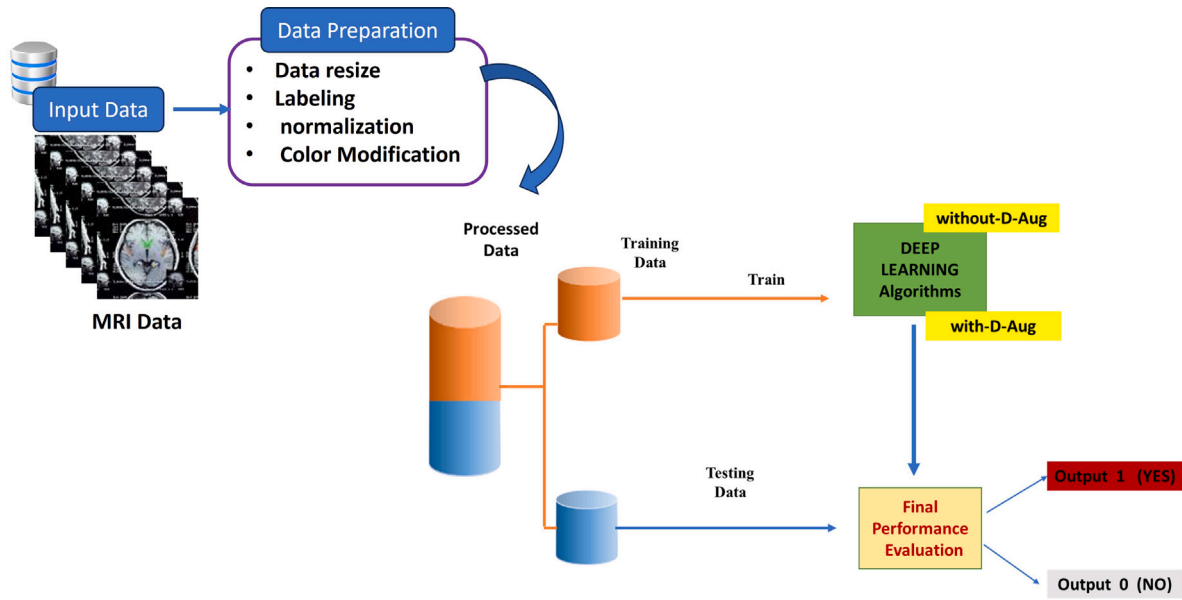 Data Preparation
• Data resize
• Labeling
• normalization
• Color Modification
Input Data
MRI Data
Processed
Data
Training
Data
Train
without-D-Aug
DEEP
LEARNING
Algorithms
with-D-Aug
Testing
Data
Final
Performance
Evaluation
Output 1 (YES)
Output 0 (NO)